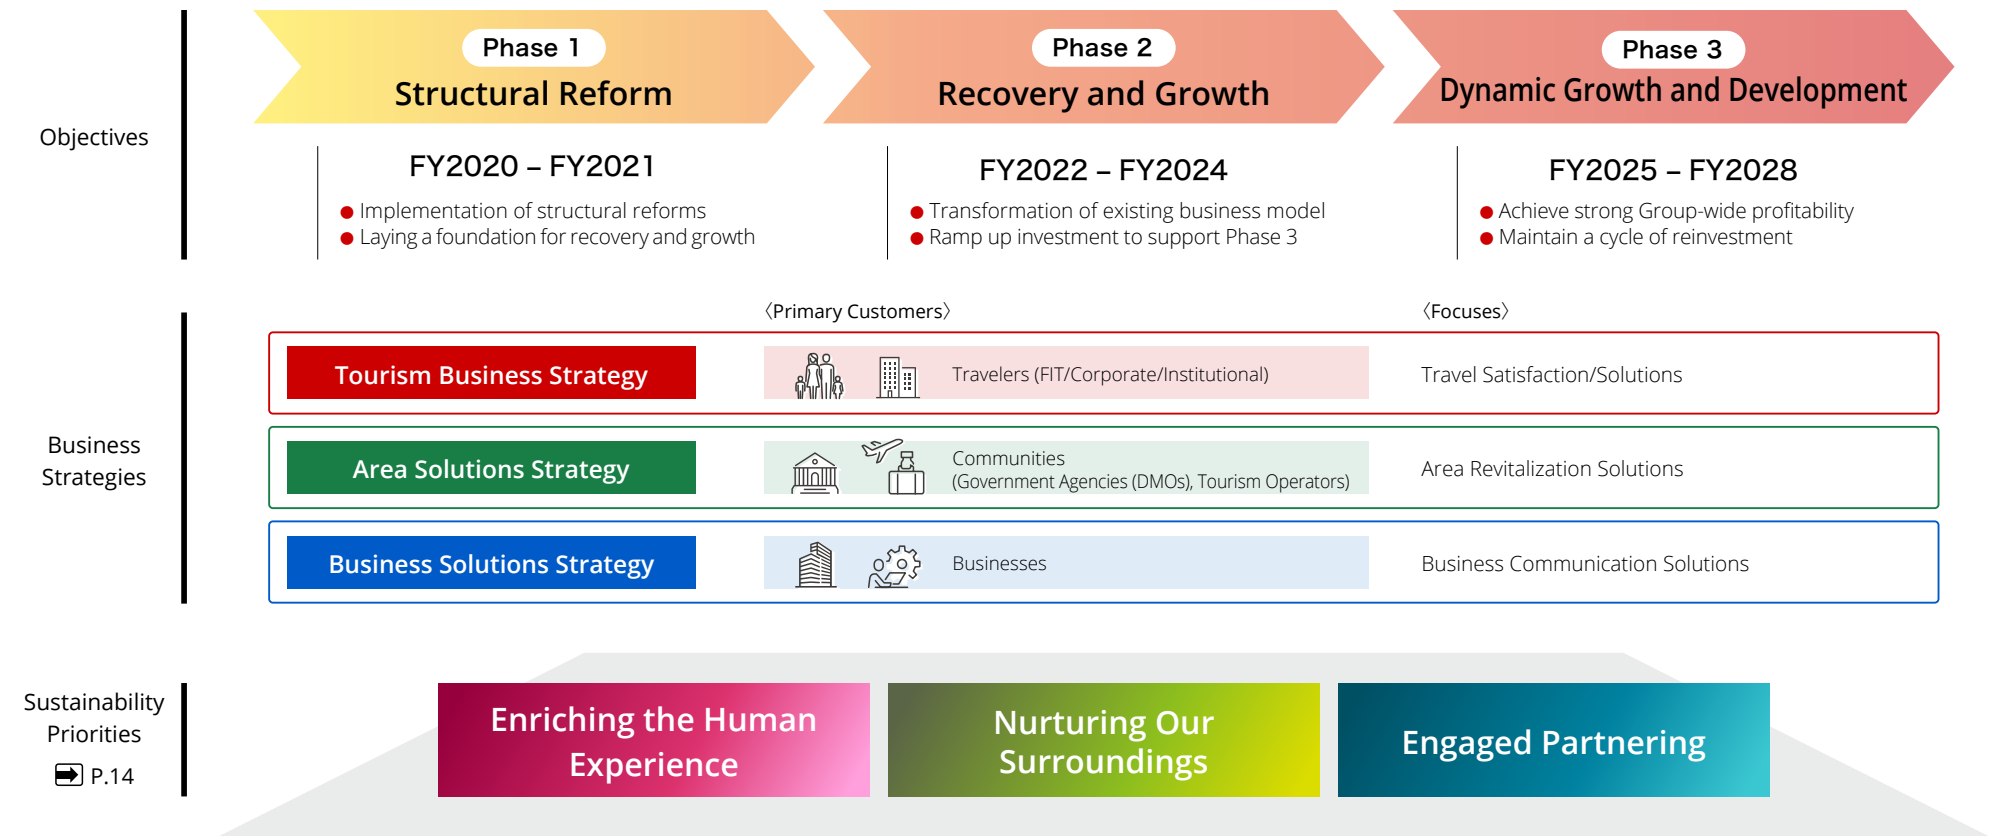 Objectives
Phase 1
Structural Reform
FY2020 – FY2021
● Implementation of structural reforms
● Laying a foundation for recovery and growth
Phase 2
Recovery and Growth
FY2022 – FY2024
● Transformation of existing business model
● Ramp up investment to support Phase 3
Phase 3
Dynamic Growth and Development
FY2025 – FY2028
● Achieve strong Group-wide profitability
● Maintain a cycle of reinvestment
Business
Strategies
〈Primary Customers〉
〈Focuses〉
Tourism Business Strategy
Travelers (FIT/Corporate/Institutional)
Travel Satisfaction/Solutions
Area Solutions Strategy
Communities
(Government Agencies (DMOs), Tourism Operators)
Area Revitalization Solutions
Business Solutions Strategy
Businesses
Business Communication Solutions
Sustainability
Priorities
P.14
Enriching the Human
Experience
Nurturing Our
Surroundings
Engaged Partnering